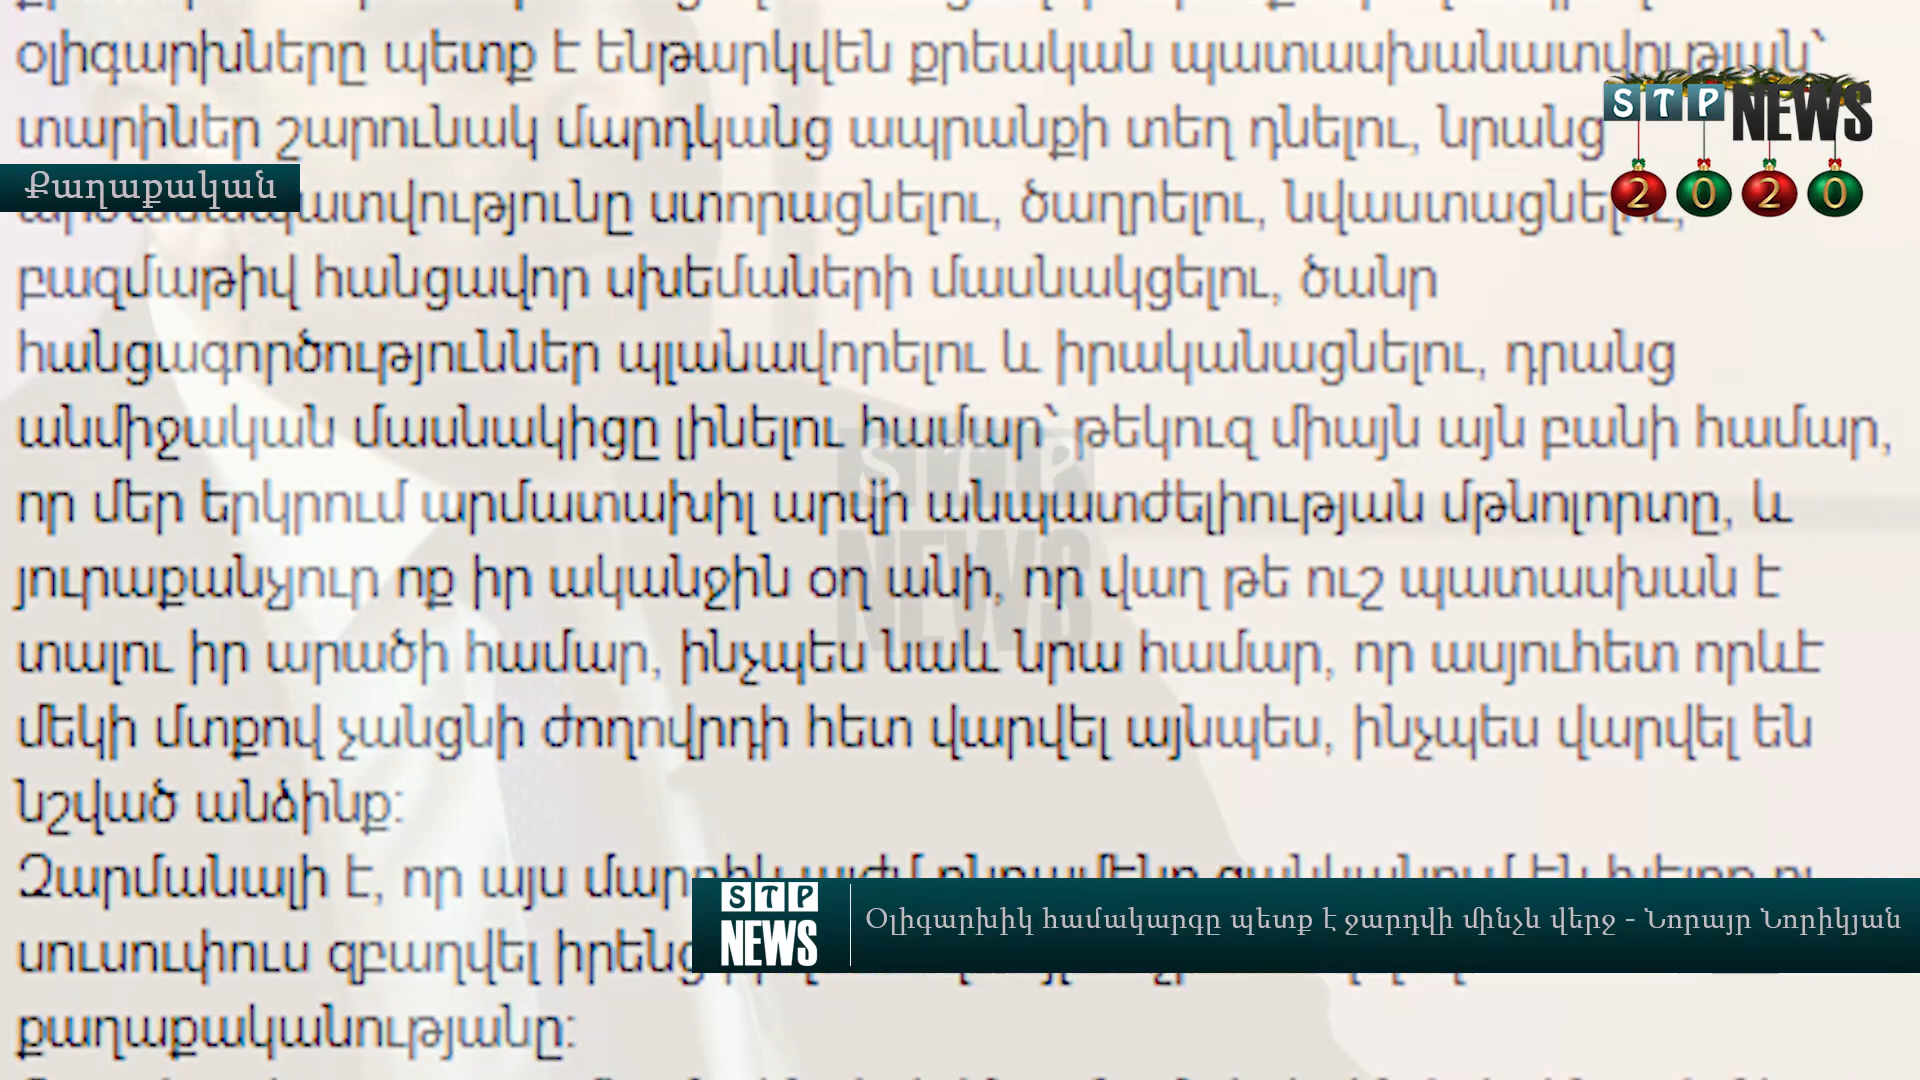 օլիգարխները պետք է ենթարկվեն քրեական պատասխանատվության՝
տարիներ շարունակ մարդկանց ապրանքի տեղ դնելու, նրանց
ստորացնելու, ծաղրելու, նվաստացնելու,
բազմաթիվ հանցավոր սխեմաների մասնակցելու, ծանր
հանցագործություններ պլանավորելու և իրականացնելու, դրանց
անմիջական մասնակիցը լինելու համար՝ թեկուզ միայն այն բանի համար,
որ մեր երկրում արմատախիլ արվի անպատժելիության մթնոլորտը, և
յուրաքանչյուր ոք իր ականջին օղ անի, որ վաղ թե ուշ պատասխան է
տալու իր արածի համար, ինչպես նաև նրա համար, որ այսուհետ որևէ
մեկի մտքով չանցնի ժողովրդի հետ վարվել այնպես, ինչպես վարվել են
նշված անձինք:
Զարմանալի է, որ այս
սուսուփուս զբաղվել իրենց
քաղաքականությանը:
Քաղաքական
STP NEWS
2020
STP
NEWS
STP
NEWS
Օլիգարխիկ համակարգը պետք է ջարդվի մինչև վերջ - Նորայր Նորիկյան